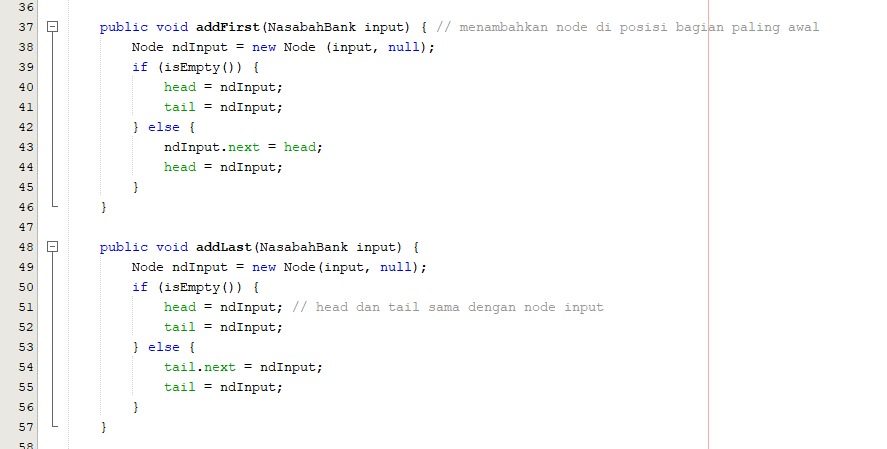 36
37 public void addFirst(NasabahBank input) { // menambahkan node di posisi bagian paling awal
38 Node ndInput = new Node (input, null);
39 if (isEmpty()) {
40 head = ndInput;
41 tail = ndInput;
42 } else {
43 ndInput.next = head;
44 head = ndInput;
45 }
46 }
47
48 public void addLast(NasabahBank input) {
49 Node ndInput = new Node(input, null);
50 if (isEmpty()) {
51 head = ndInput; // head dan tail sama dengan node input
52 tail = ndInput;
53 } else {
54 tail.next = ndInput;
55 tail = ndInput;
56 }
57 }
58